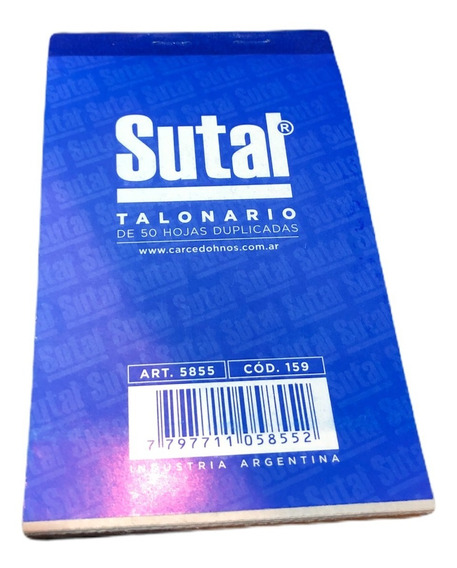 Sutal®
TALONARIO
DE 50 HOJAS DUPLICADAS
www.carcedohnos.com.ar
ART. 5855 CÓD. 159
7 797711 058552
INDUSTRIA ARGENTINA